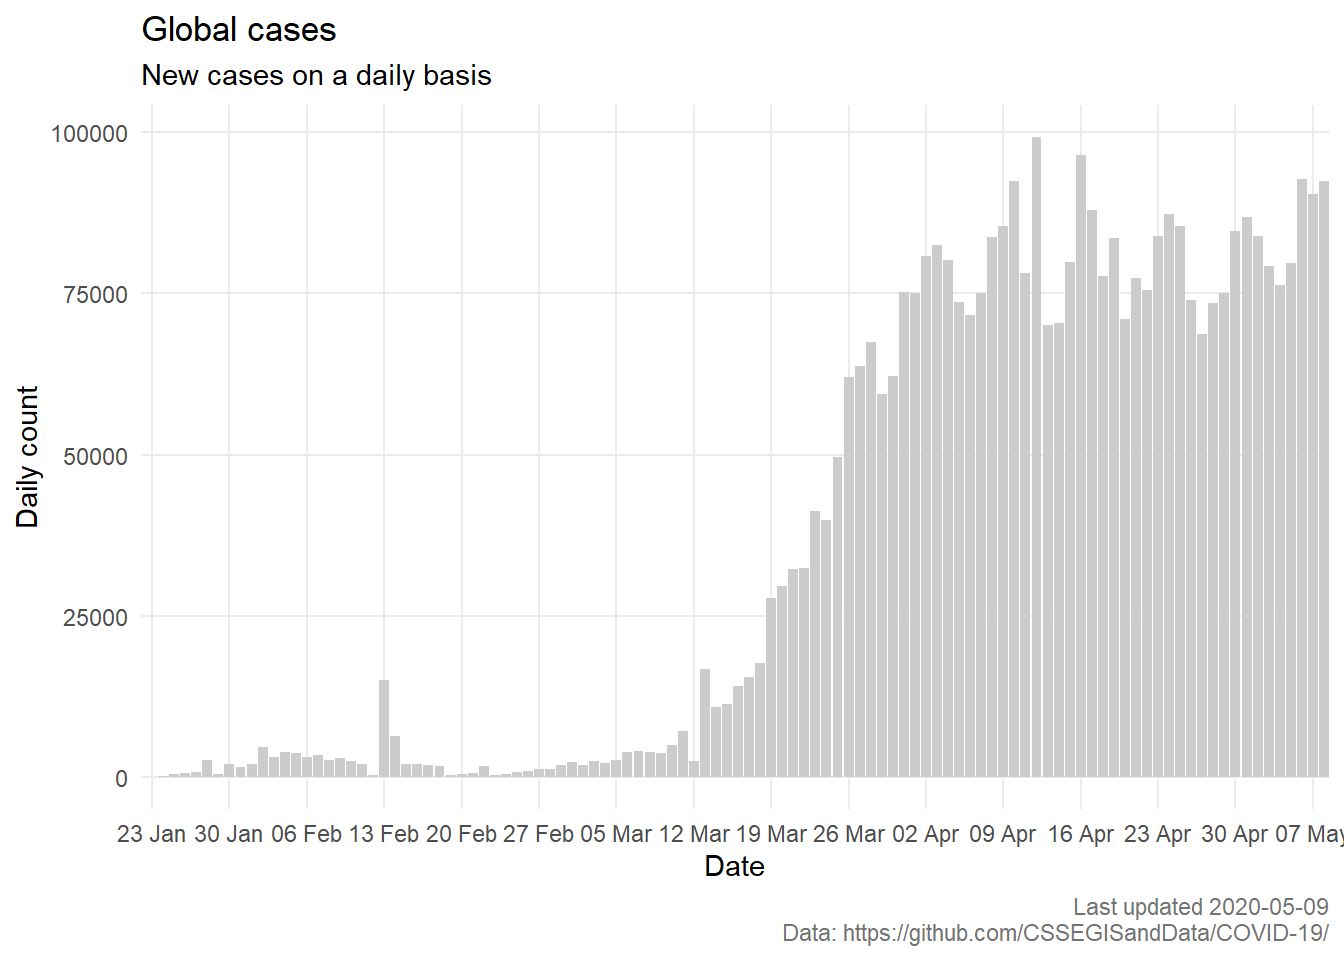 Global cases
New cases on a daily basis
100000
75000
50000
25000
0
Daily count
23 Jan 30 Jan 06 Feb 13 Feb 20 Feb 27 Feb 05 Mar 12 Mar 19 Mar 26 Mar 02 Apr 09 Apr 16 Apr 23 Apr 30 Apr 07 May
Date
Last updated 2020-05-09
Data: https://github.com/CSSEGISandData/COVID-19/